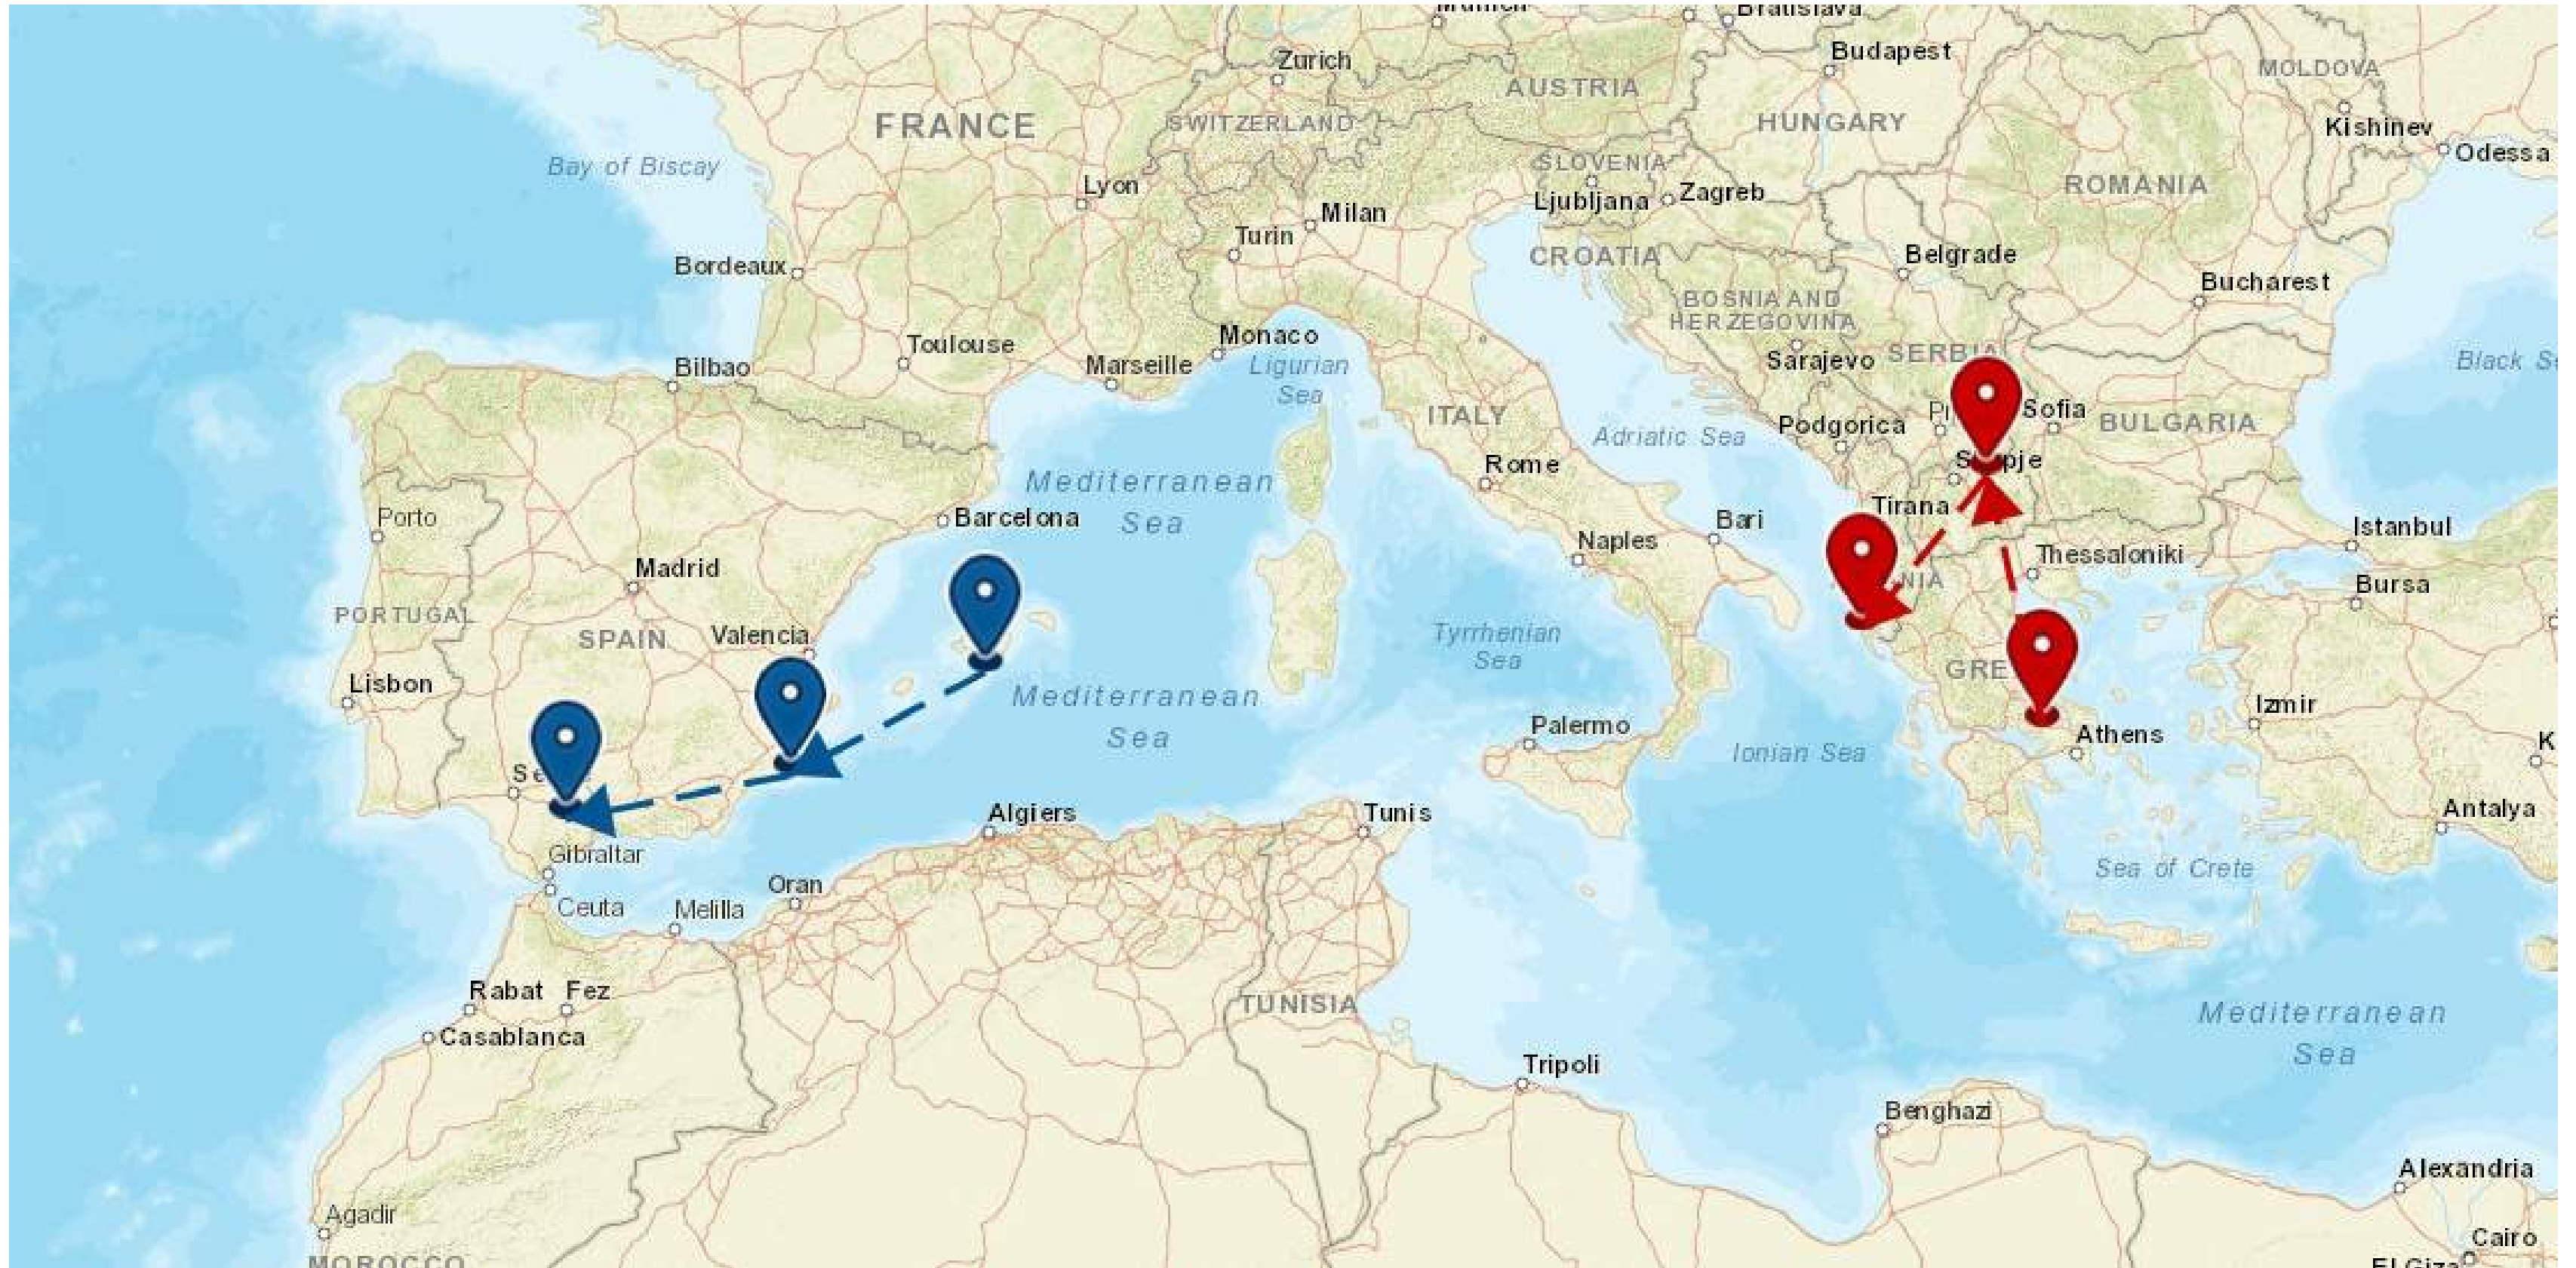 Budapest
Zurich
MOLDOVA
AUSTRIA
FRANCE
SWITZERLAND
HUNGARY
Kishinev
Odessa
Bay of Biscay
SLOVENIA
Lyon
ROMANIA
Zagreb
Ljubljana
Milan
Turin
CROATIA
Belgrade
Bordeaux
Bucharest
BOSNIA AND
HERZEGOVINA
Monaco
Toulouse
SERBIA
Marseille
Ligurian
Sea
Sarajevo
Black
Bilbao
ITALY
Sofia
BULGARIA
Podgorica
Adriatic Sea
Rome
Mediterranean
Sea
Tirana
Porto
Barcelona
Bari
Istanbul
Naples
Thessaloniki
Madrid
Bursa
PORTUGAL
SPAIN
Valencia
Tyrrhenian
Sea
Lisbon
Mediterranean
Sea
Izmir
Palermo
Athens
Ionian Sea
K
Algiers
Tunis
Antalya
Gibraltar
Sea of Crete
Oran
Ceuta
Melilla
Rabat
Fez
TUNISIA
Mediterranean
Sea
Casablanca
Tripoli
Benghazi
Alexandria
Agadir
Cairo
MOROCCO